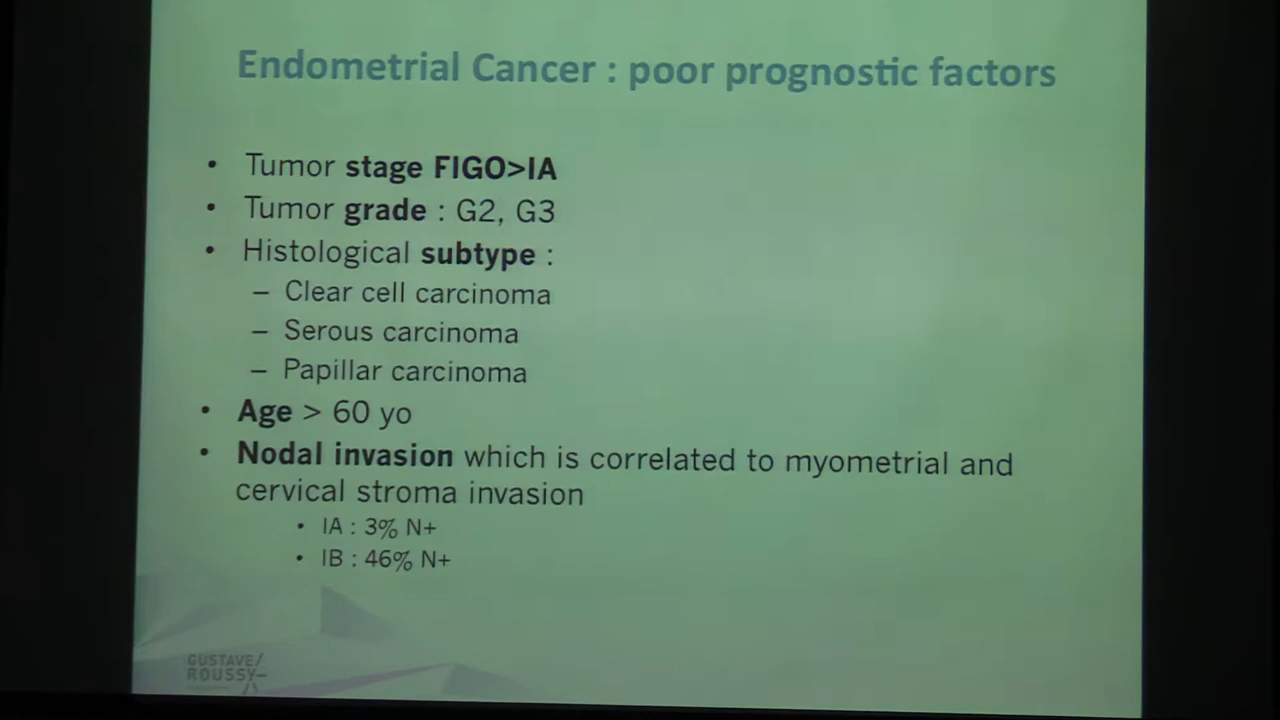 Endometrial Cancer : poor prognostic factors
• Tumor stage FIGO>IA
• Tumor grade : G2, G3
• Histological subtype :
– Clear cell carcinoma
– Serous carcinoma
– Papillar carcinoma
• Age > 60 yo
• Nodal invasion which is correlated to myometrial and
cervical stroma invasion
• IA : 3% N+
• IB : 46% N+
GUSTAVE/
ROUSSY